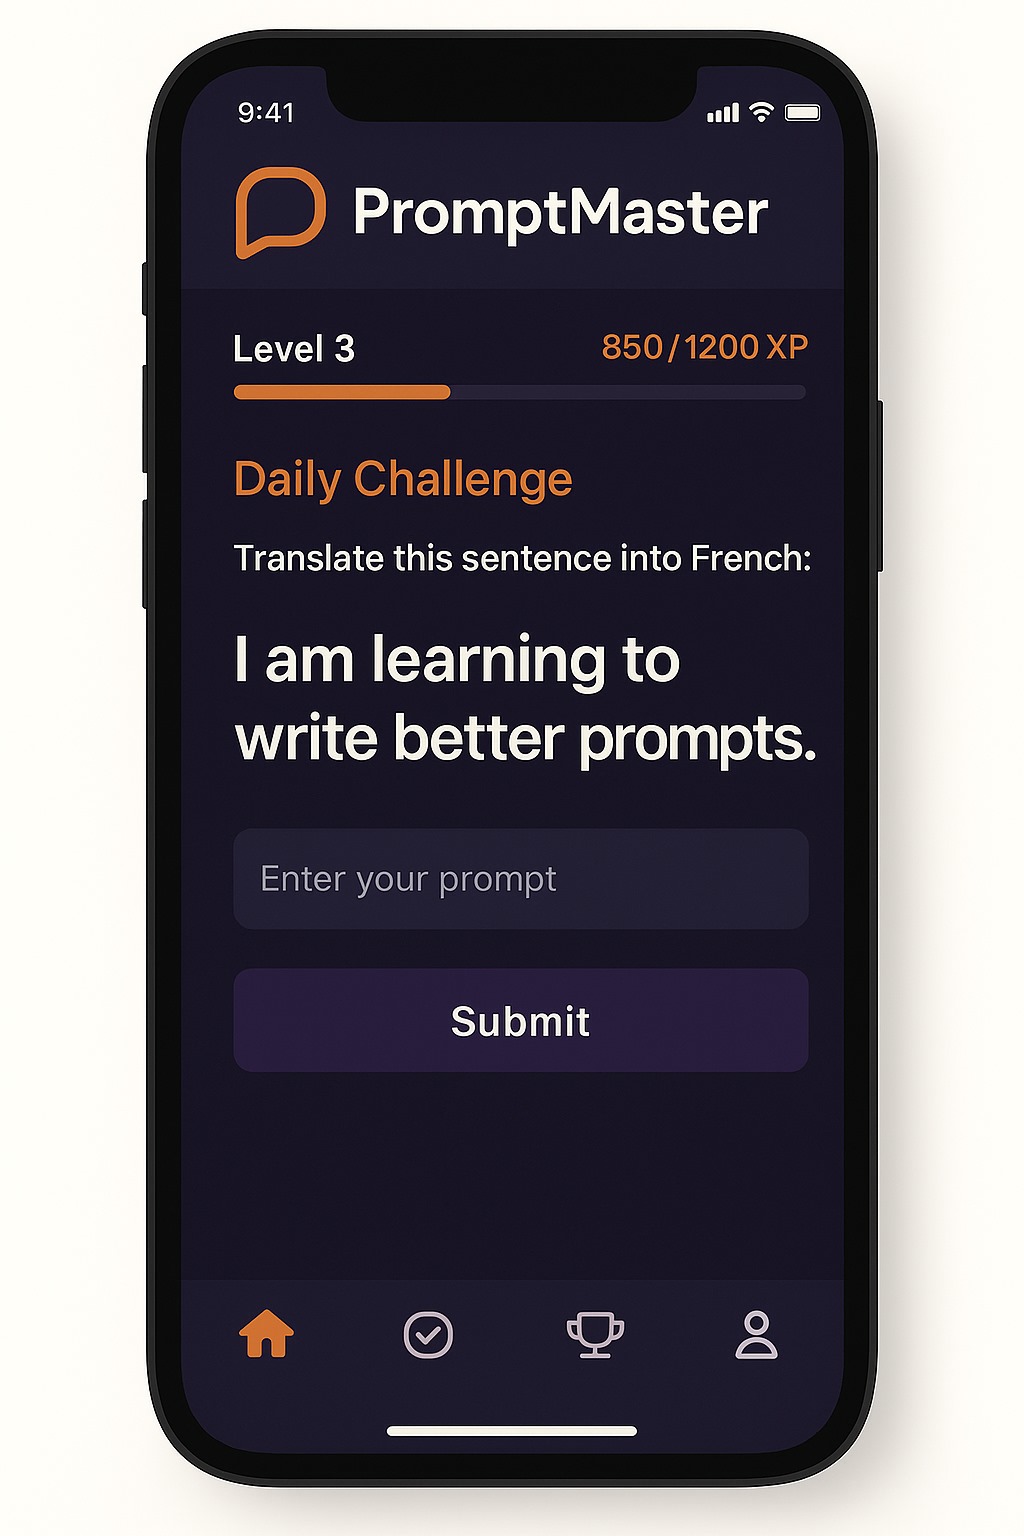 9:41
PromptMaster
Level 3
850/1200 XP
Daily Challenge
Translate this sentence into French:
I am learning to
write better prompts.
Enter your prompt
Submit